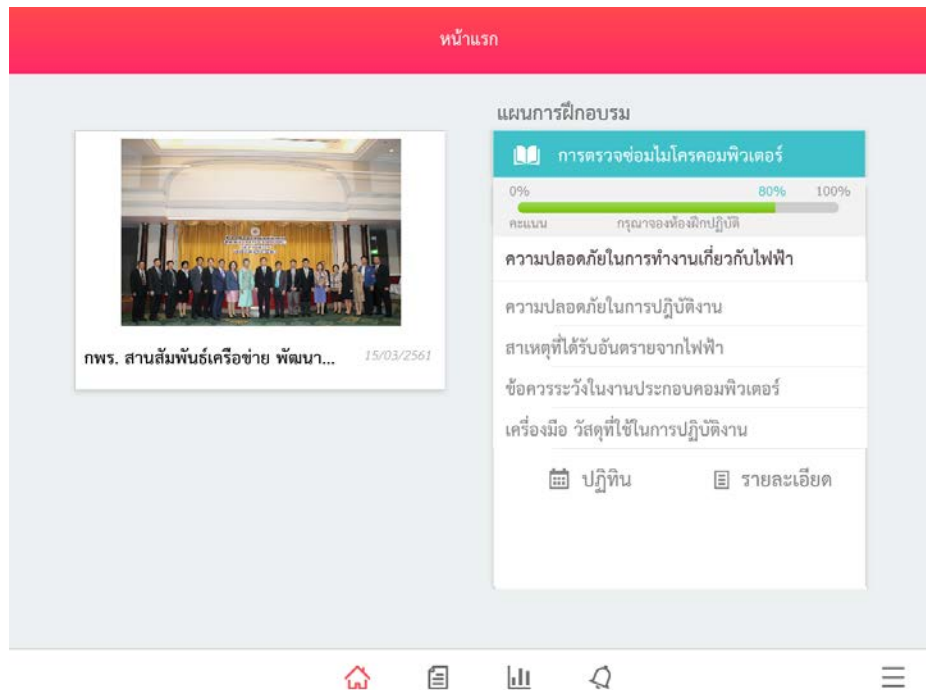 หน้าแรก
แผนการฝึกอบรม
การตรวจซ่อมไมโครคอมพิวเตอร์
0% 80% 100%
คะแนน กรุณาจองห้องฝึกปฏิบัติ
ความปลอดภัยในการทำงานเกี่ยวกับไฟฟ้า
ความปลอดภัยในการปฎิบัติงาน
สาเหตุที่ได้รับอันตรายจากไฟฟ้า
ข้อควรระวังในงานประกอบคอมพิวเตอร์
เครื่องมือ วัสดุที่ใช้ในการปฏิบัติงาน
ปฏิทิน รายละเอียด
กพร. สานสัมพันธ์เครือข่าย พัฒนา... 15/03/2561